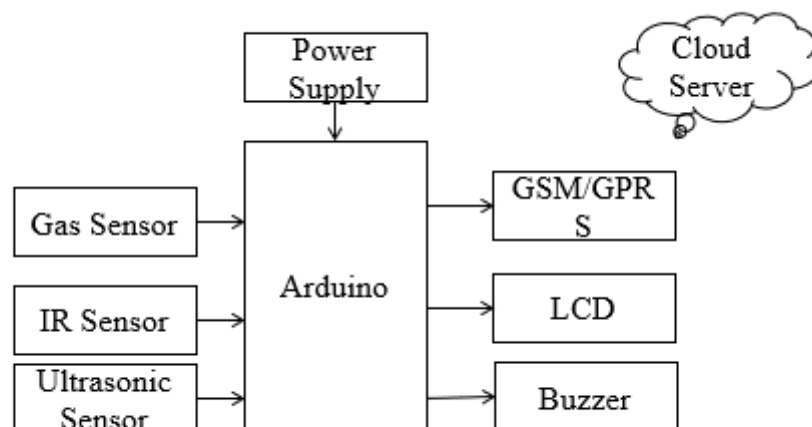 Power
Supply
Cloud
Server
Gas Sensor
GSM/GPR
S
Arduino
IR Sensor
LCD
Ultrasonic
Sensor
Buzzer